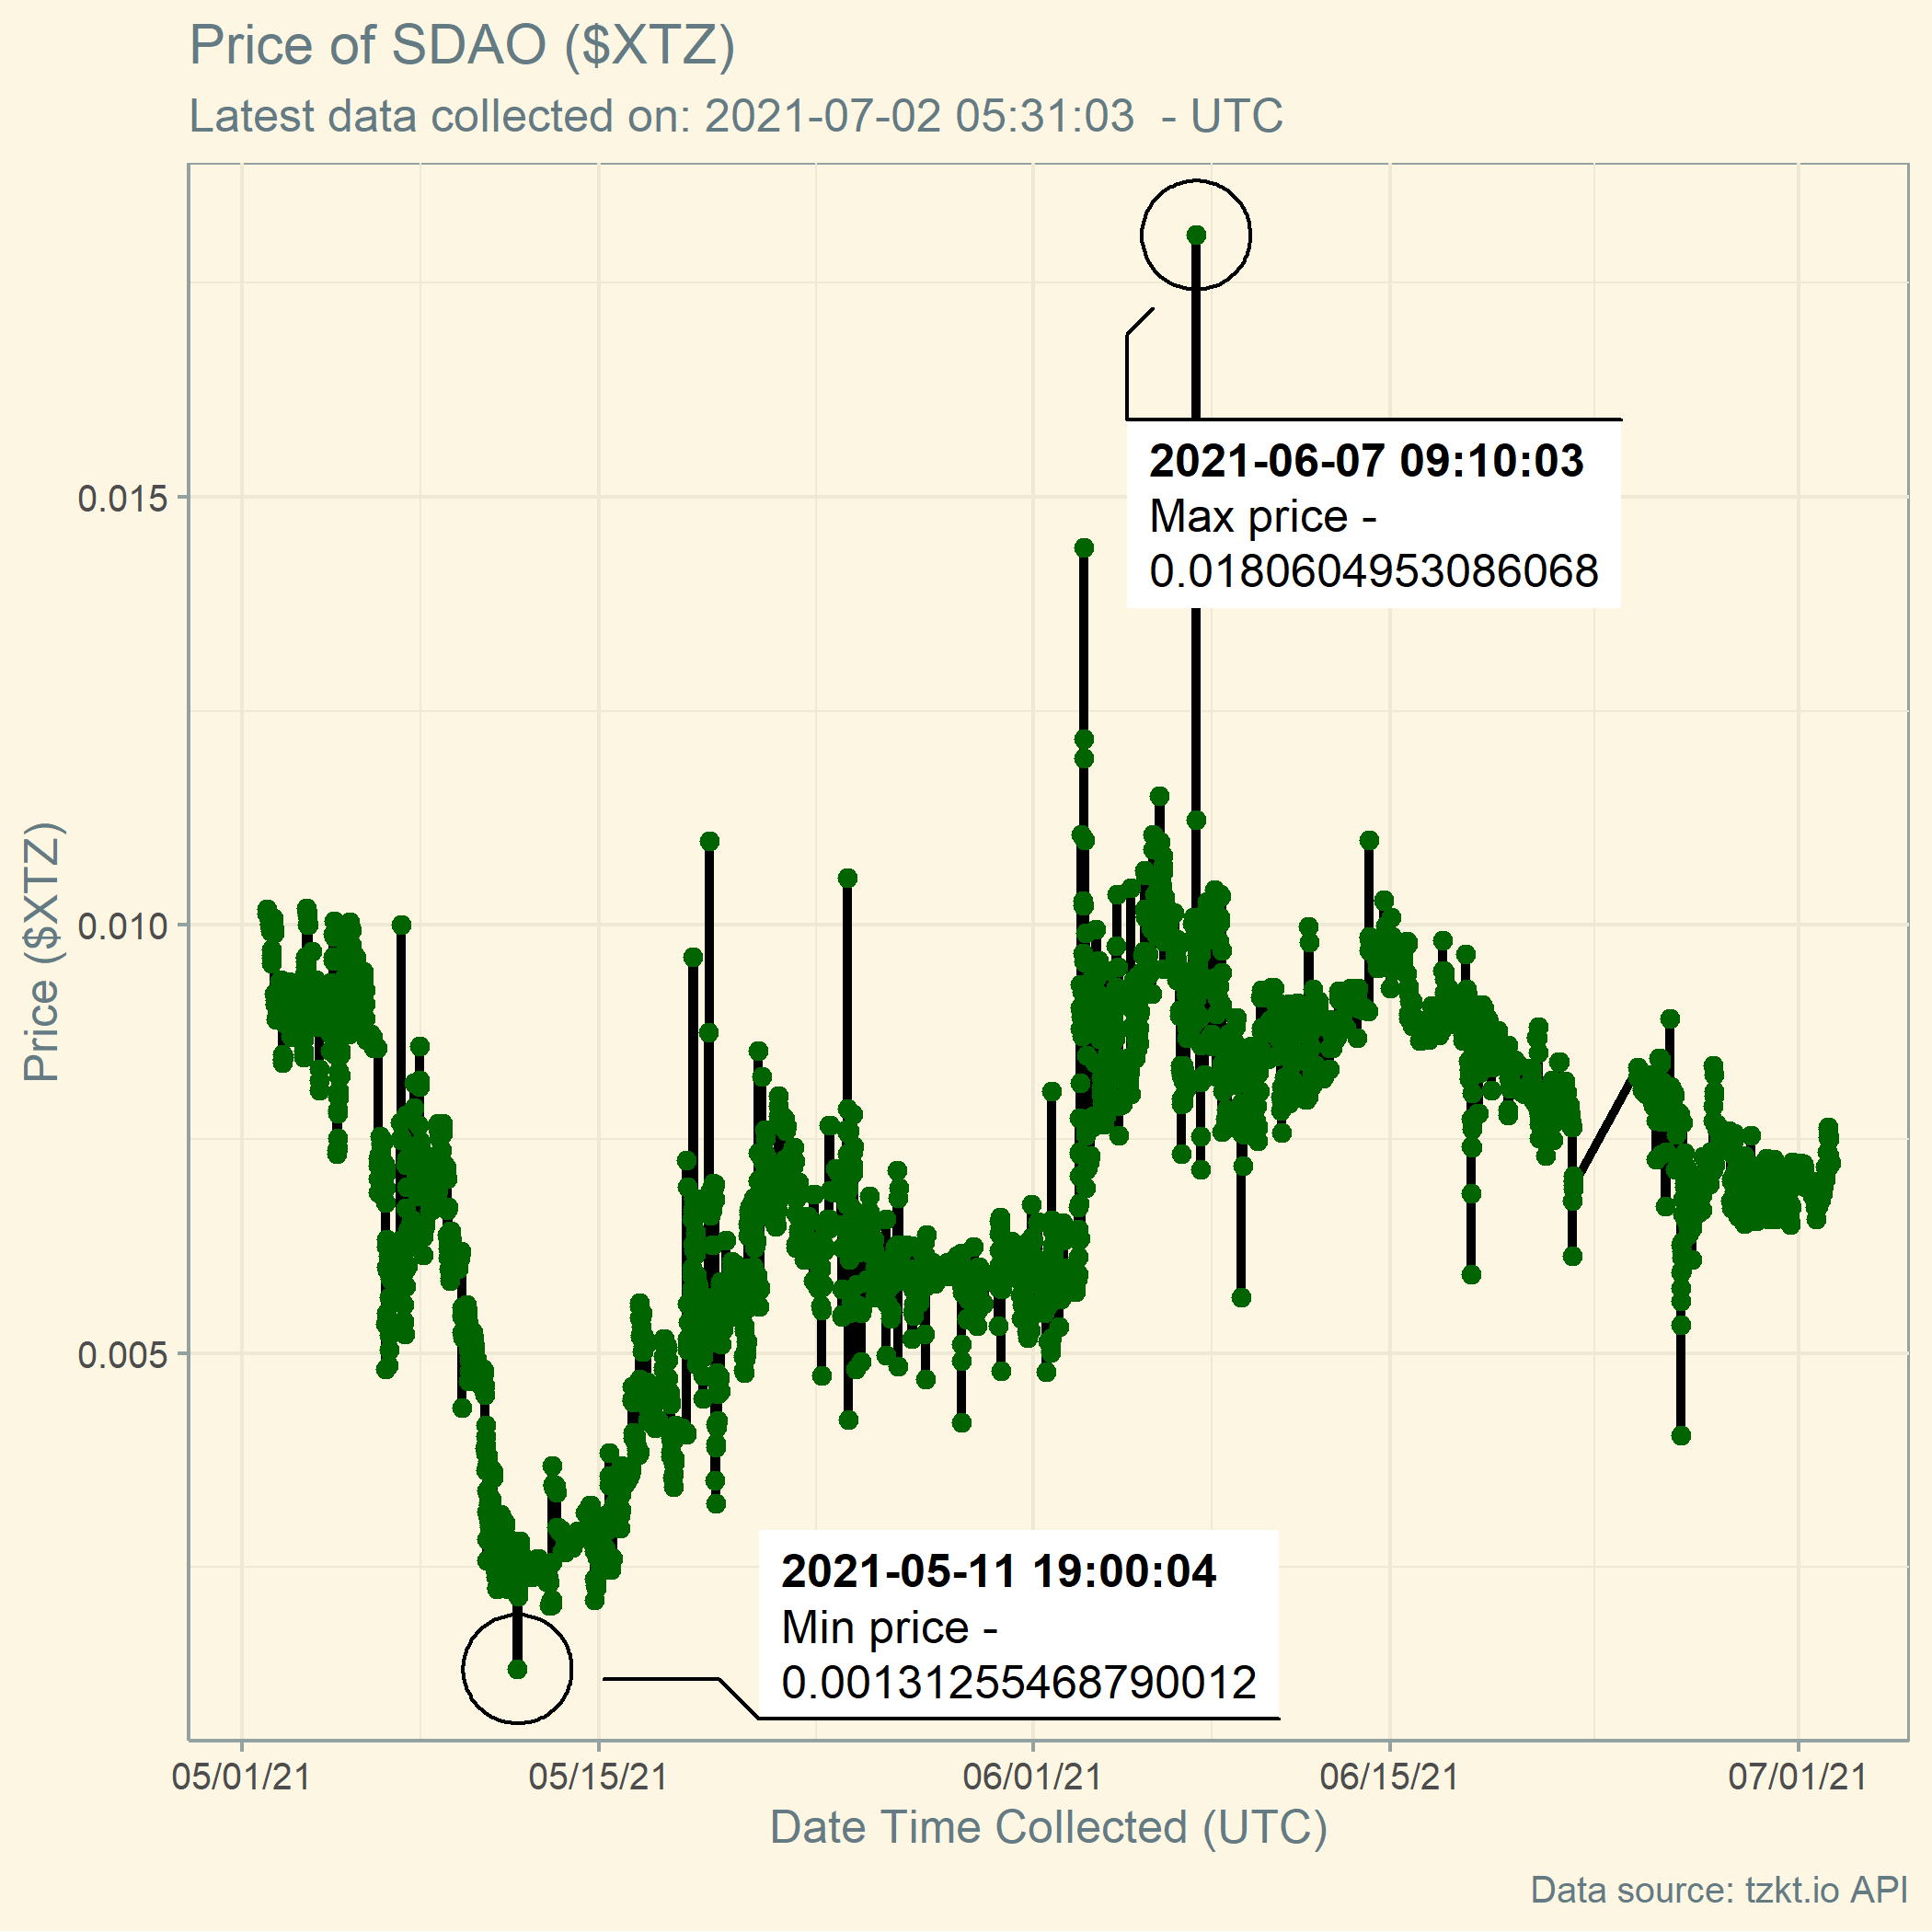 Price of SDAO ($XTZ)
Latest data collected on: 2021-07-02 05:31:03  - UTC
2021-06-07 09:10:03
Max price -
0.0180604953086068
0.015
0.010
0.005
Price ($XTZ)
2021-05-11 19:00:04
Min price -
0.00131255468790012
05/01/21
05/15/21
06/01/21
06/15/21
07/01/21
Date Time Collected (UTC)
Data source: tzkt.io API